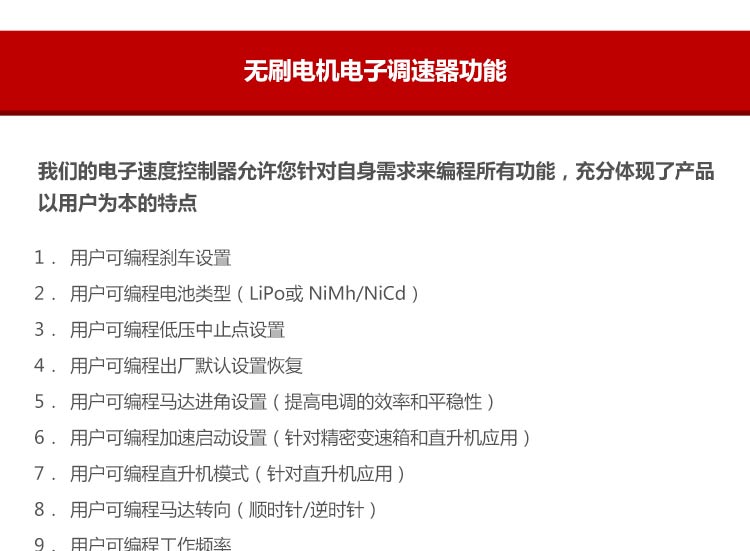 无刷电机电子调速器功能
我们的电子速度控制器允许您针对自身需求来编程所有功能，充分体现了产品
以用户为本的特点
1． 用户可编程刹车设置
2． 用户可编程电池类型（LiPo或 NiMh/NiCd）
3． 用户可编程低压中止点设置
4． 用户可编程出厂默认设置恢复
5． 用户可编程马达进角设置（提高电调的效率和平稳性）
6． 用户可编程加速启动设置（针对精密变速箱和直升机应用）
7． 用户可编程直升机模式（针对直升机应用）
8． 用户可编程马达转向（顺时针/逆时针）
9． 用户可编程工作频率